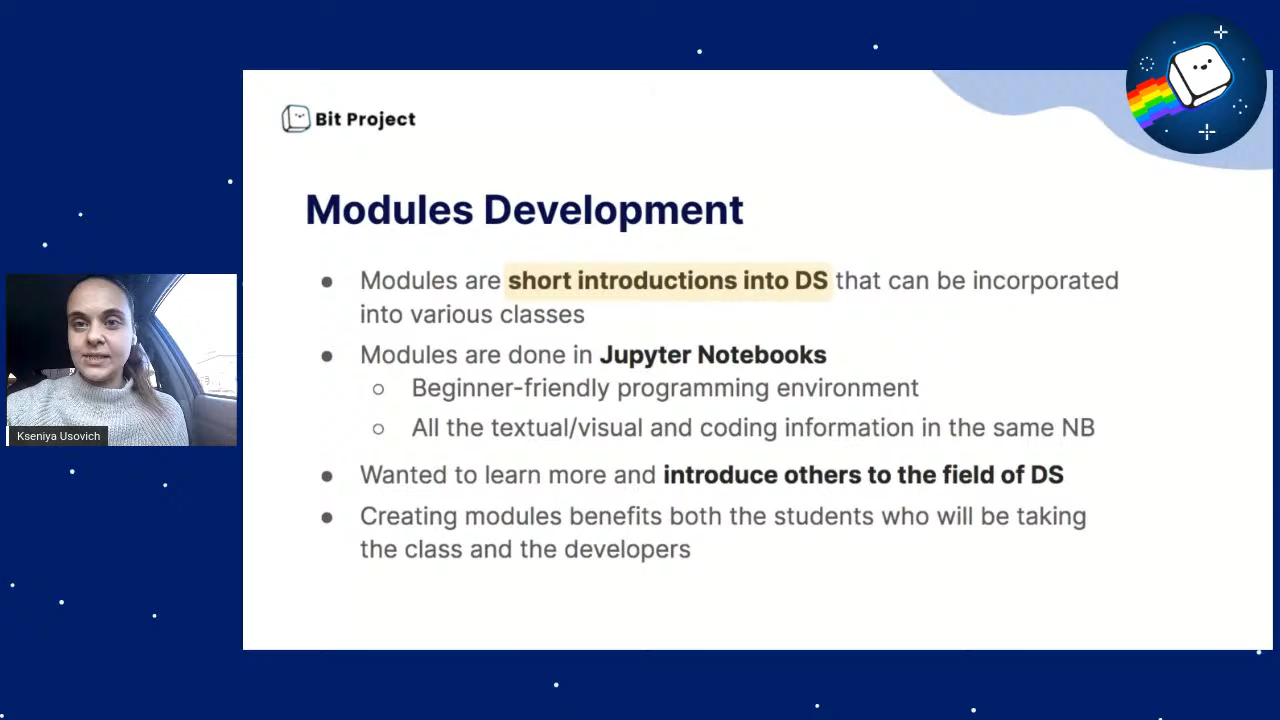 Bit Project
Modules Development
● Modules are short introductions into DS that can be incorporated
into various classes
● Modules are done in Jupyter Notebooks
○ Beginner-friendly programming environment
○ All the textual/visual and coding information in the same NB
● Wanted to learn more and introduce others to the field of DS
● Creating modules benefits both the students who will be taking
the class and the developers
Kseniya Usovich